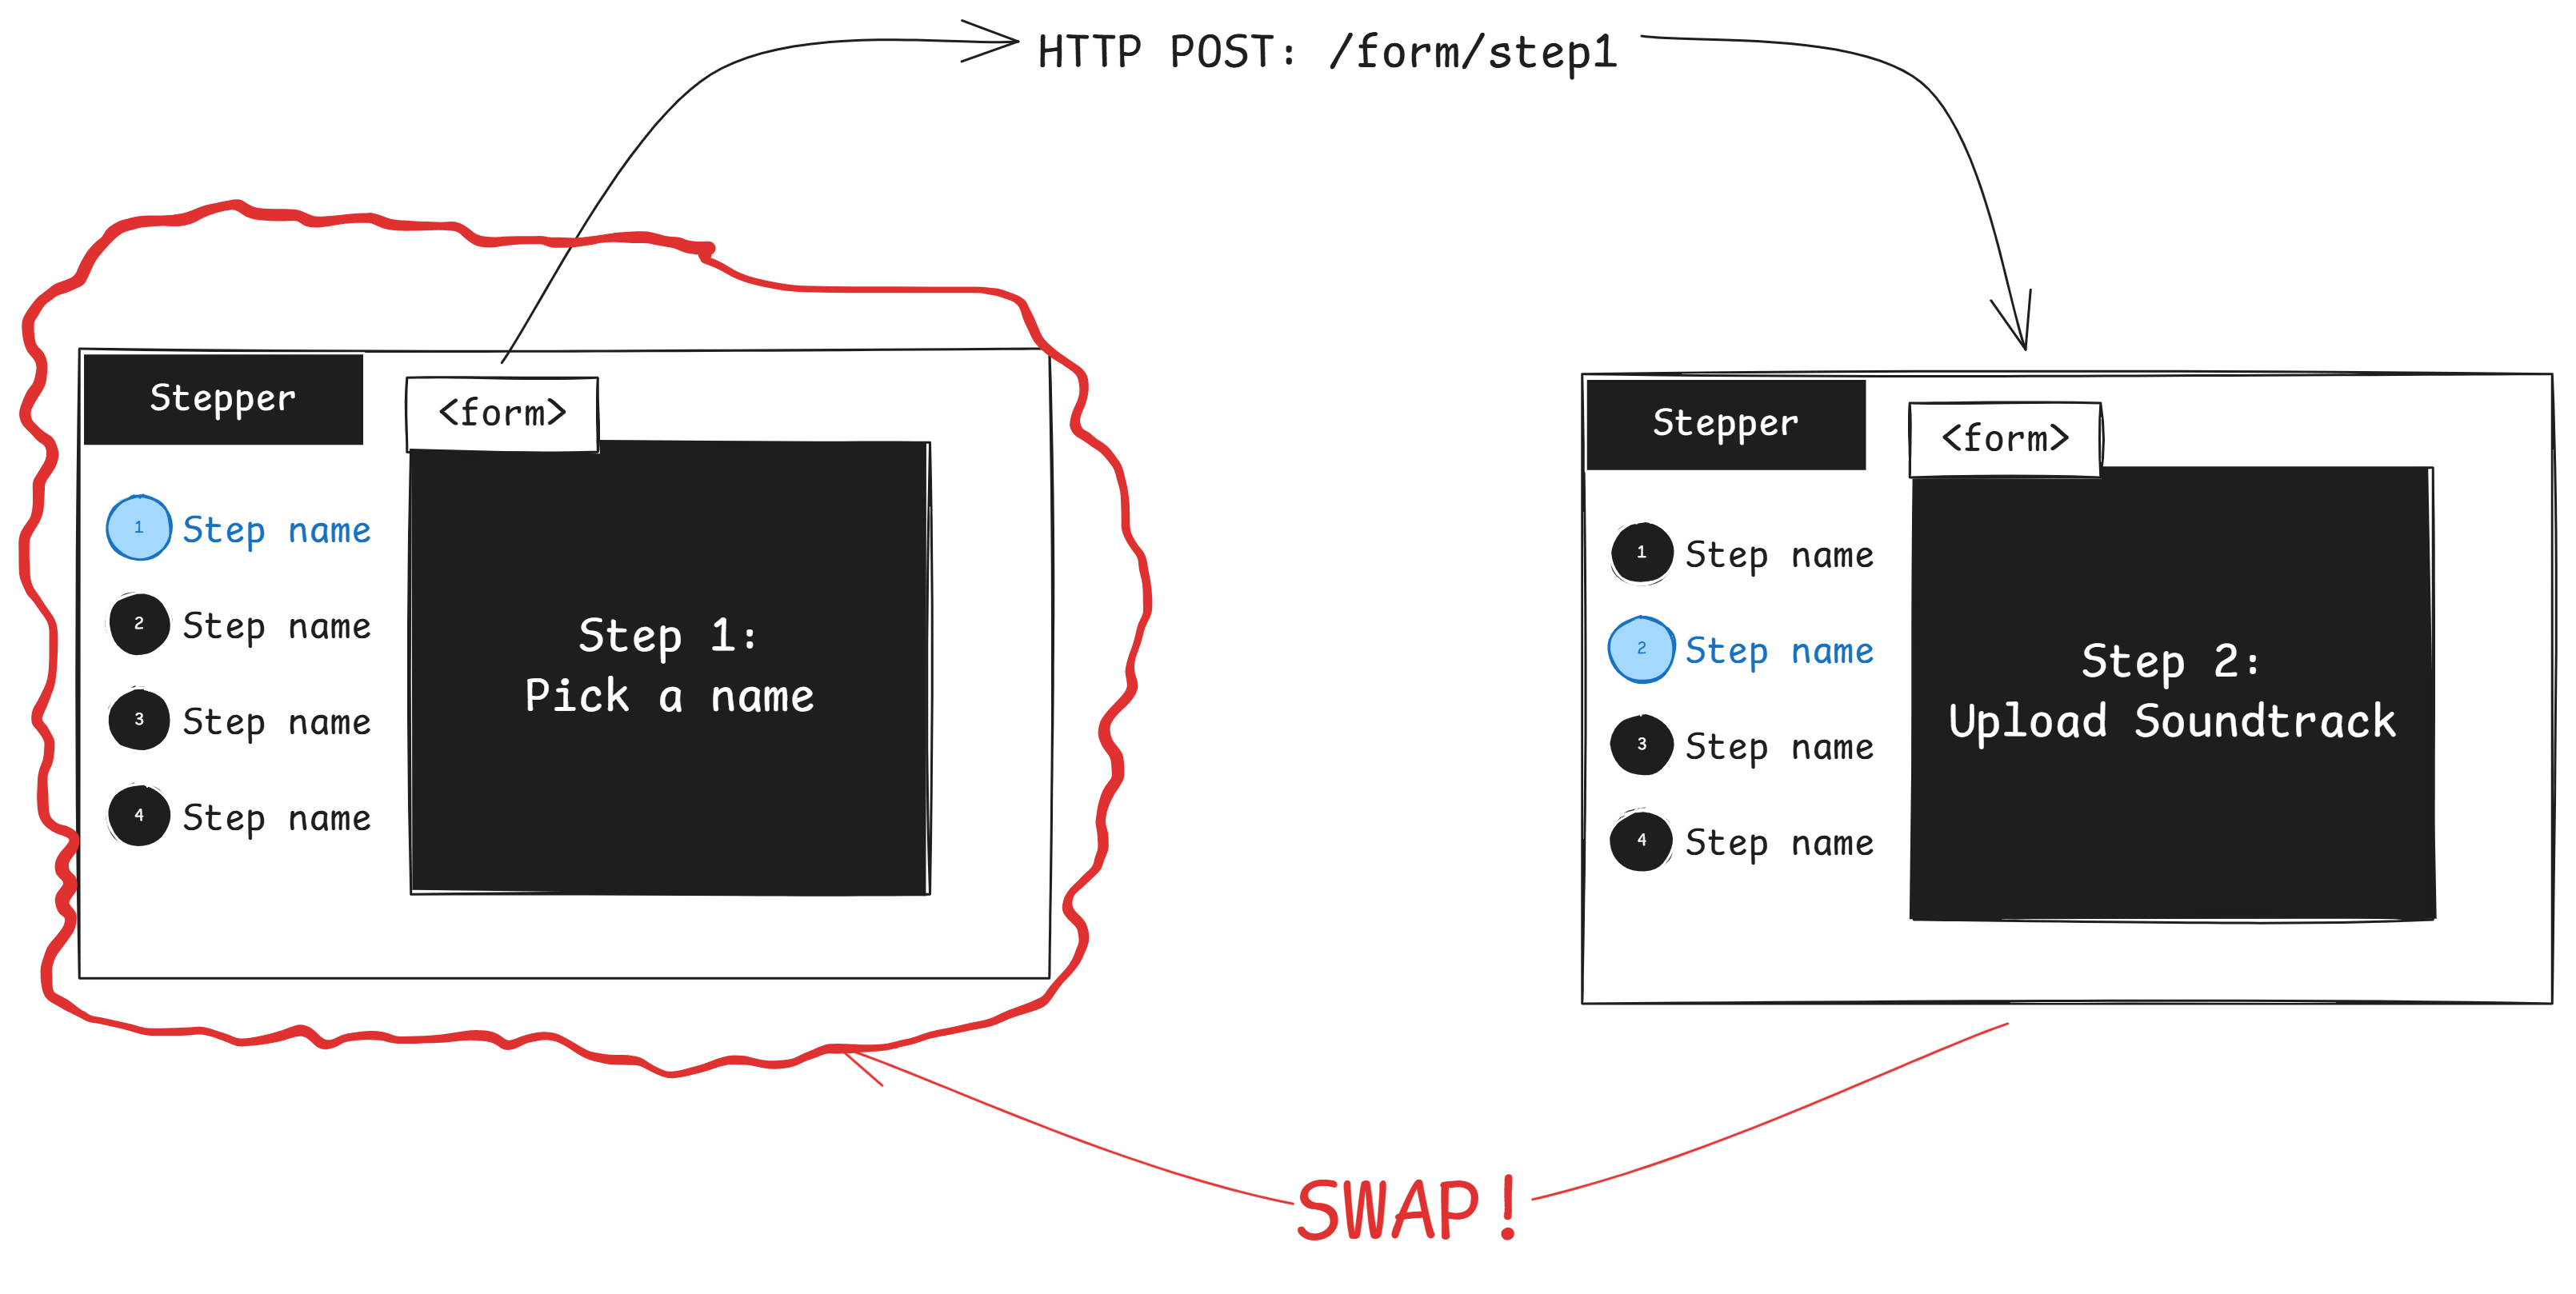 HTTP POST: /form/step1
Stepper
<form>
1 Step name
2 Step name
3 Step name
4 Step name
Step 1:
Pick a name
Stepper
<form>
1 Step name
2 Step name
3 Step name
4 Step name
Step 2:
Upload Soundtrack
SWAP!